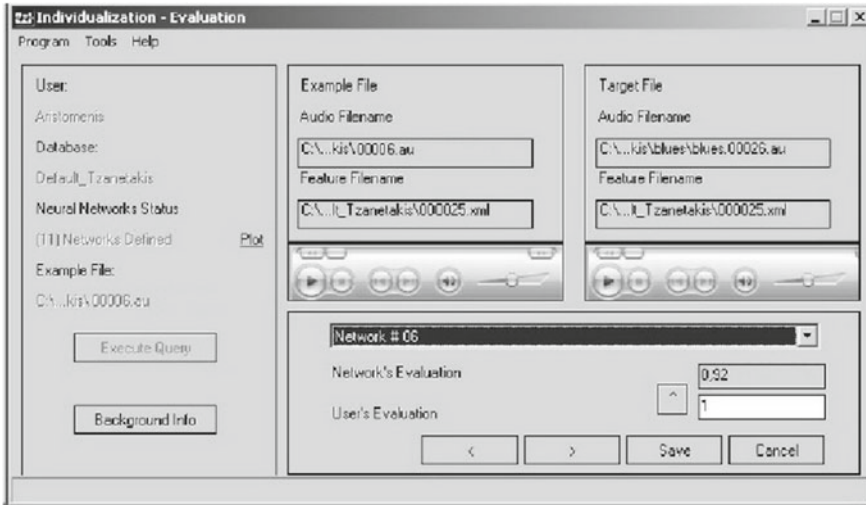 Individualization - Evaluation
Program Tools Help
User:
Aristomenis
Database:
Default_Tzanetakis
Neural Networks Status
(11) Networks Defined Plot
Example File:
C:\...kis\00006.au
Execute Query
Background Info
Example File
Audio Filename
C:\...kis\00006.au
Feature Filename
C:\...lt_Tzanetakis\000025.xml
Target File
Audio Filename
C:\...kis\blues\blues.00026.au
Feature Filename
C:\...lt_Tzanetakis\000025.xml
Network # 06
Network's Evaluation 0,92
^
User's Evaluation 1
< > Save Cancel